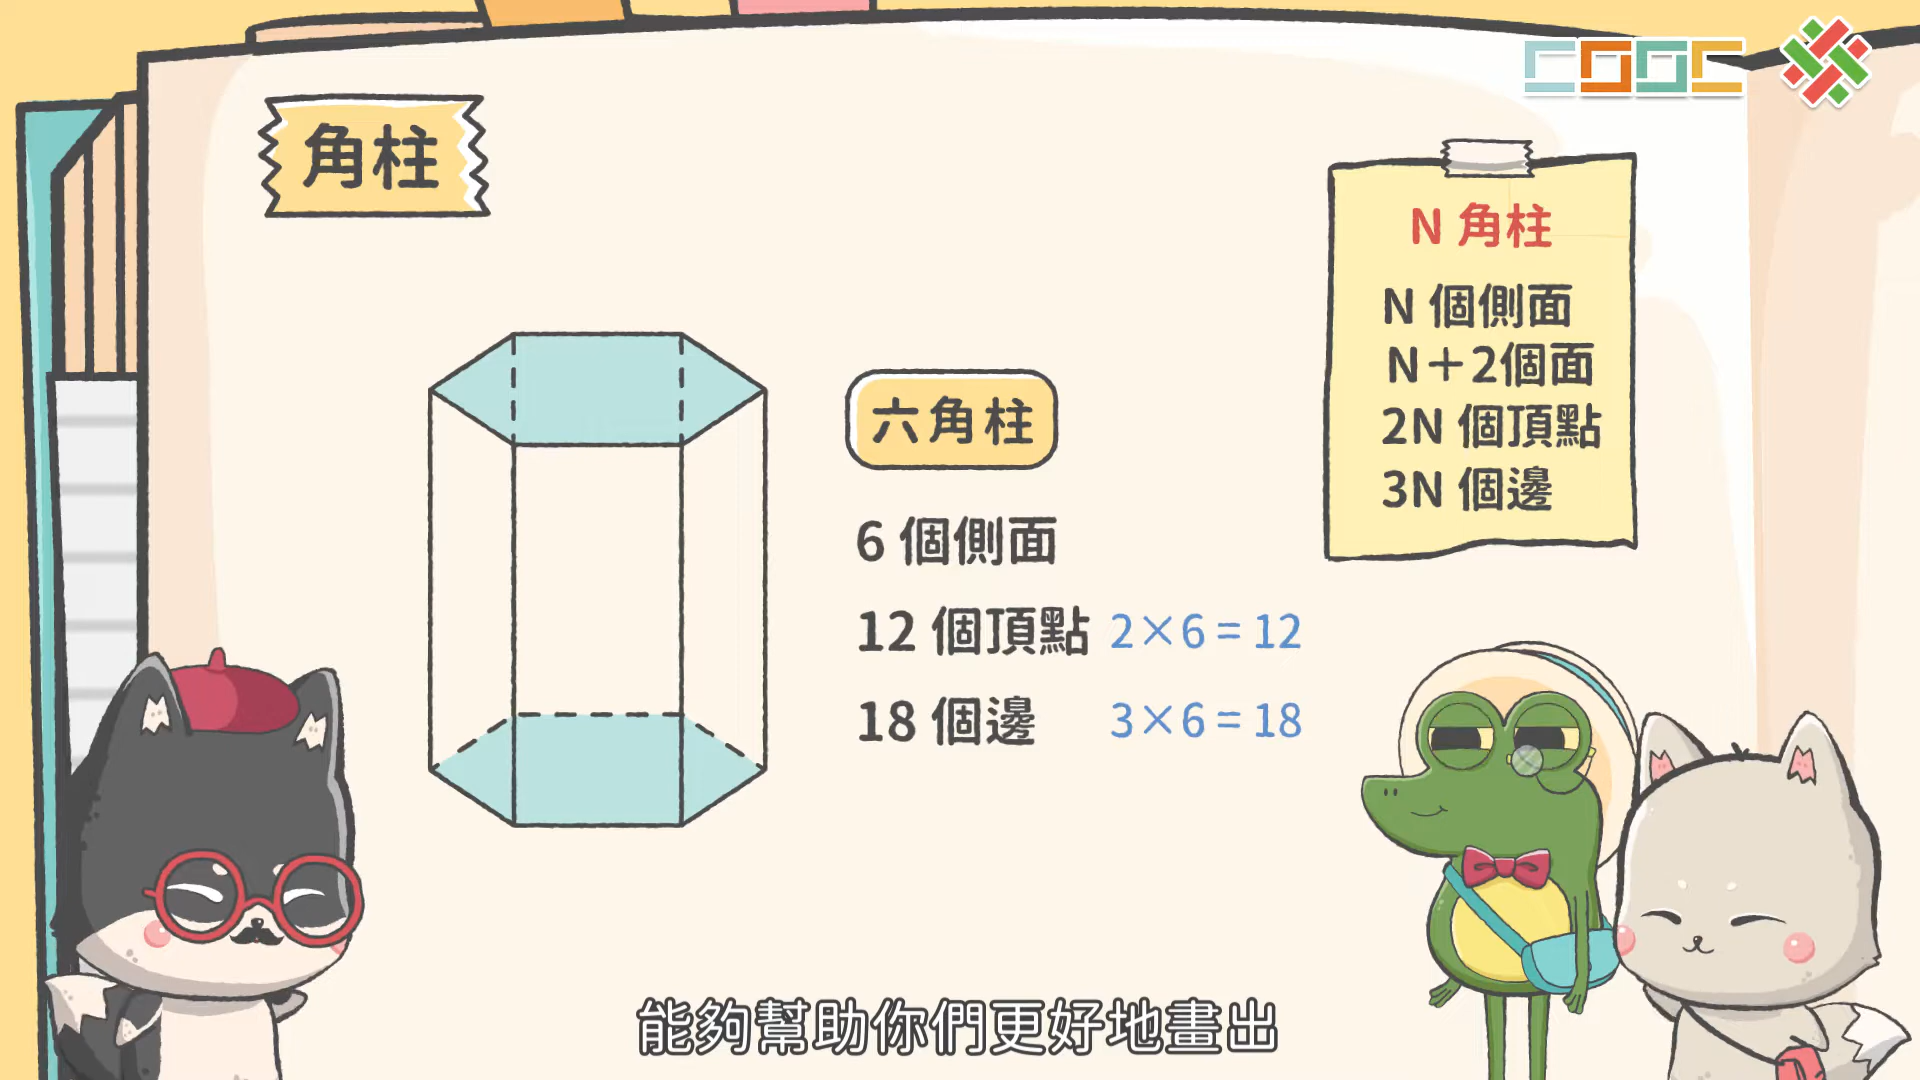 COOC
角柱
N 角柱
N 個側面
N+2個面
2N 個頂點
3N 個邊
六角柱
6 個側面
12 個頂點 2×6=12
18 個邊 3×6=18
能夠幫助你們更好地畫出